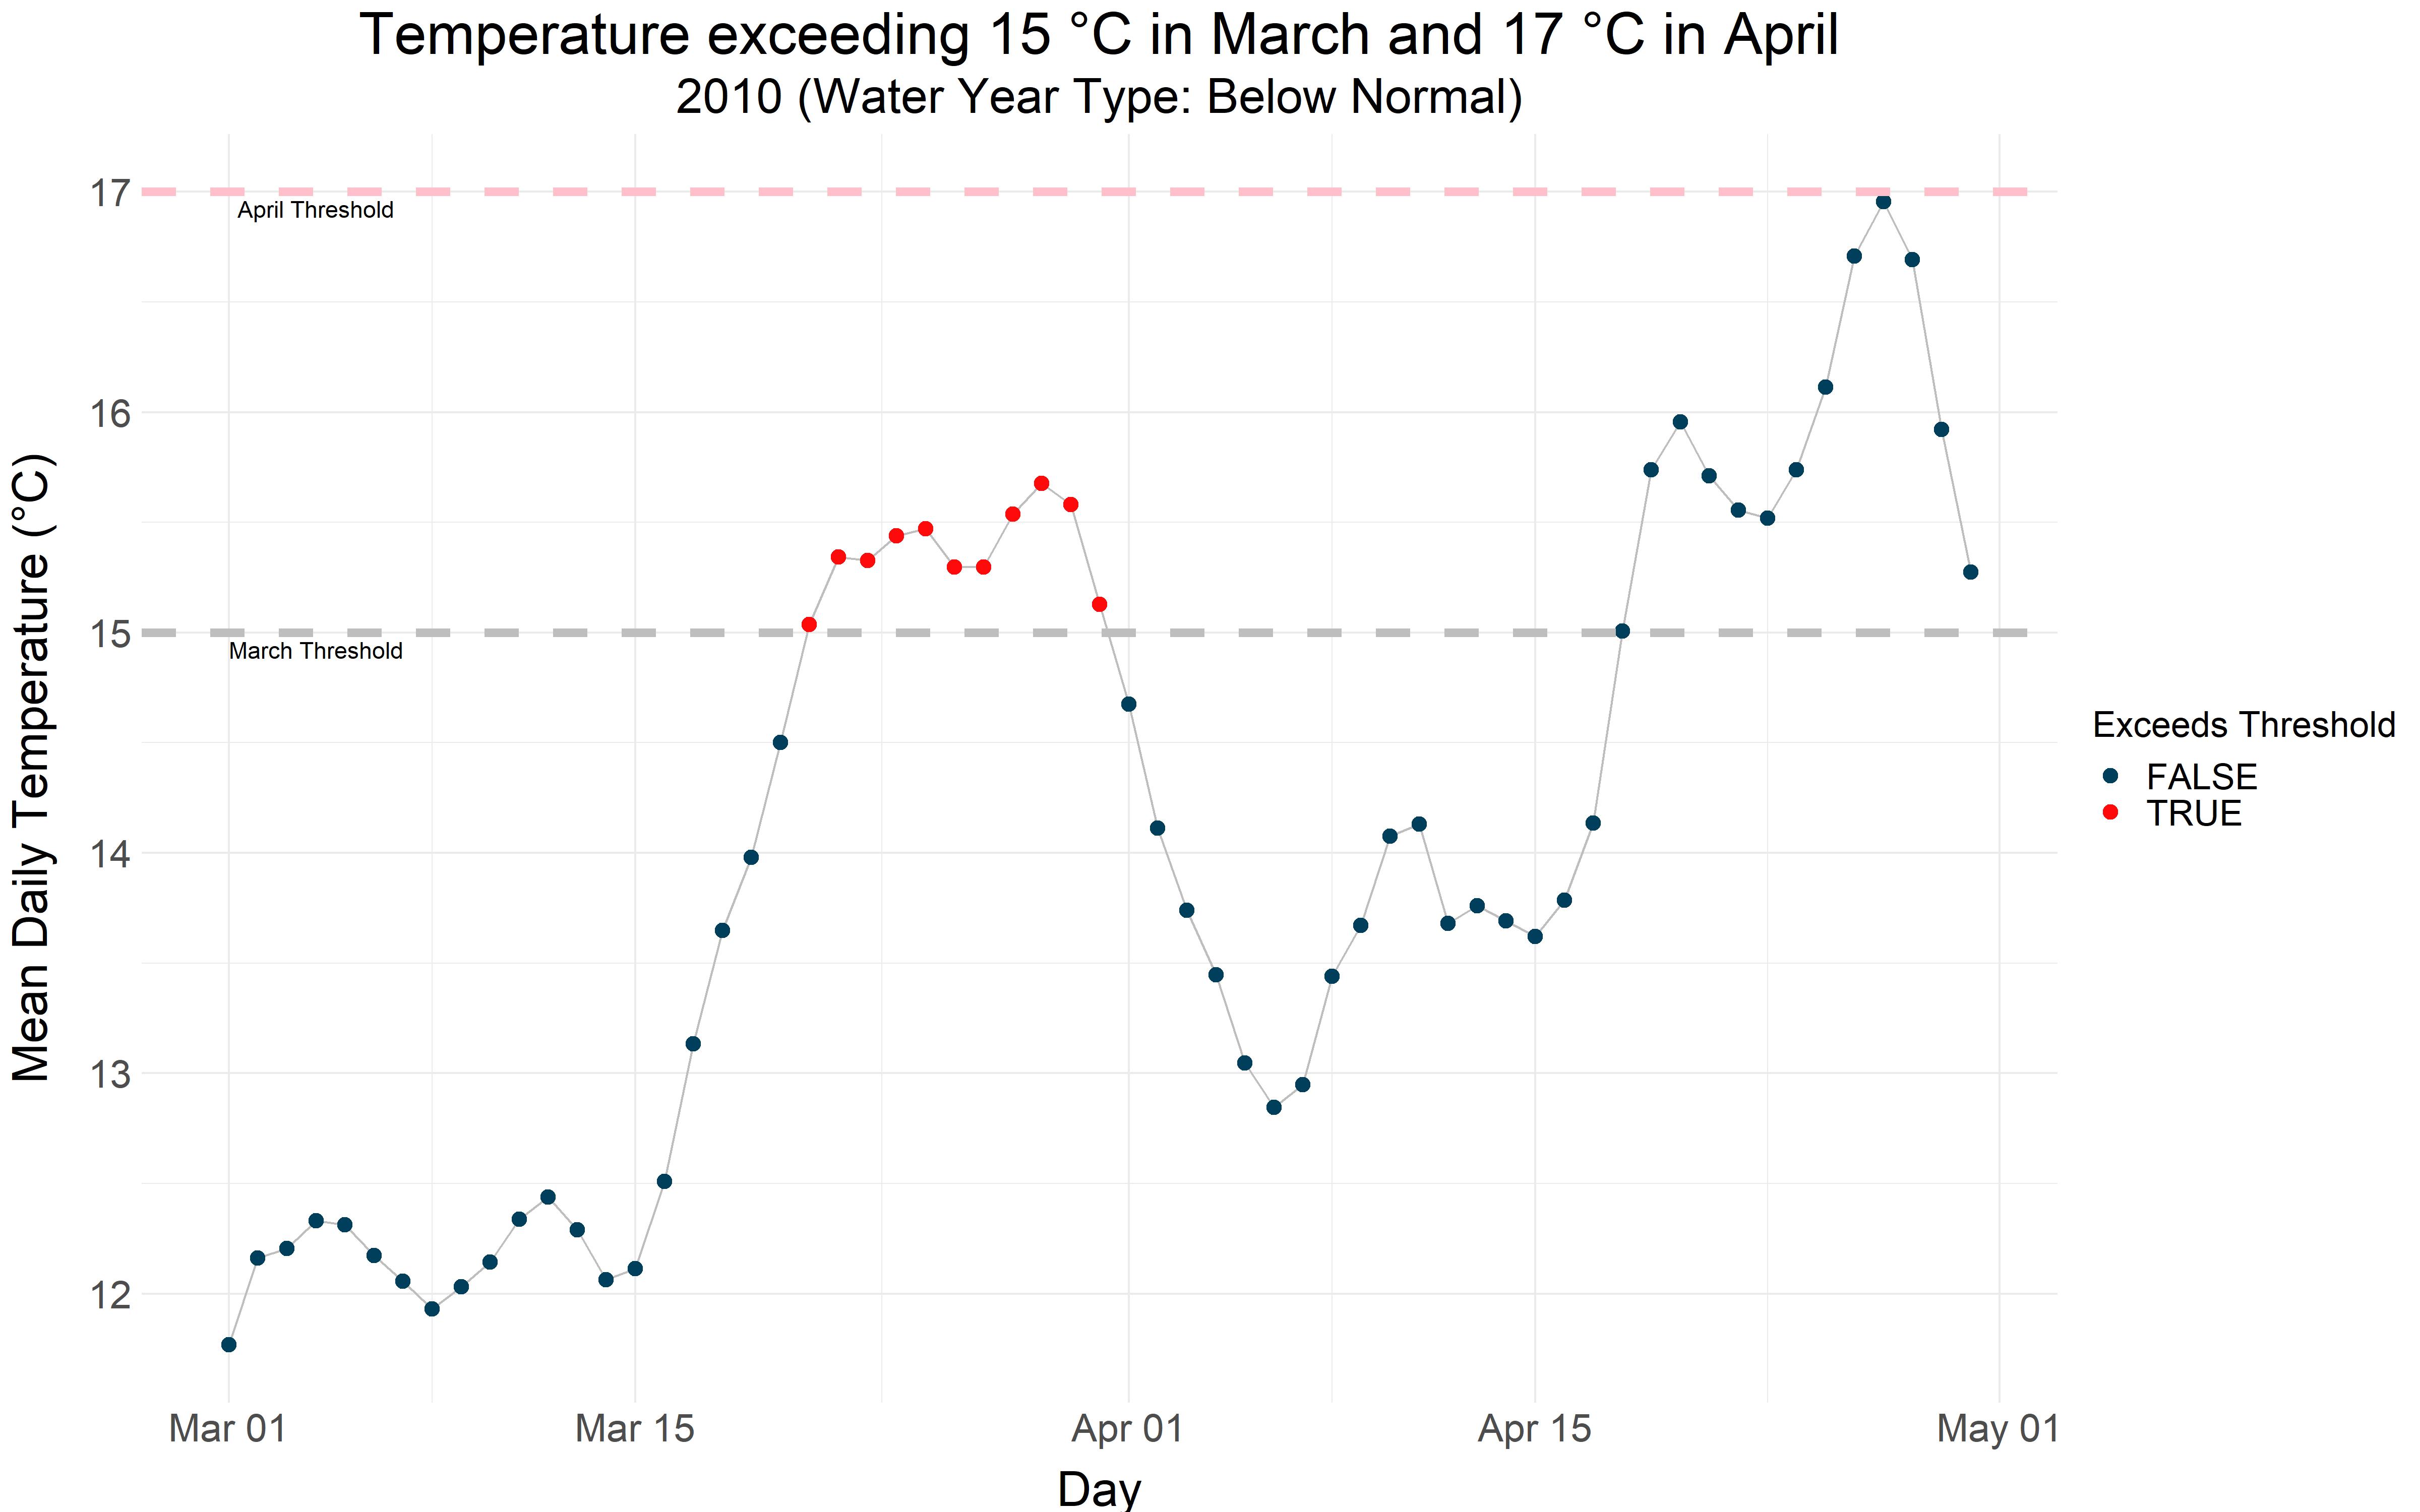 Temperature exceeding 15 °C in March and 17 °C in April
2010 (Water Year Type: Below Normal)
Mean Daily Temperature (°C)
17
16
15
14
13
12
April Threshold
March Threshold
Exceeds Threshold
FALSE
TRUE
Mar 01
Mar 15
Apr 01
Apr 15
May 01
Day